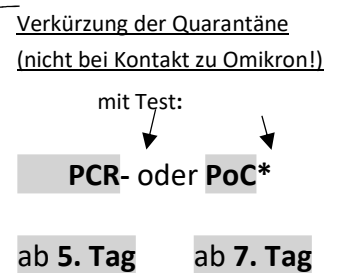 Verkürzung der Quarantäne
(nicht bei Kontakt zu Omikron!)
mit Test:
PCR- oder PoC*
ab 5. Tag ab 7. Tag